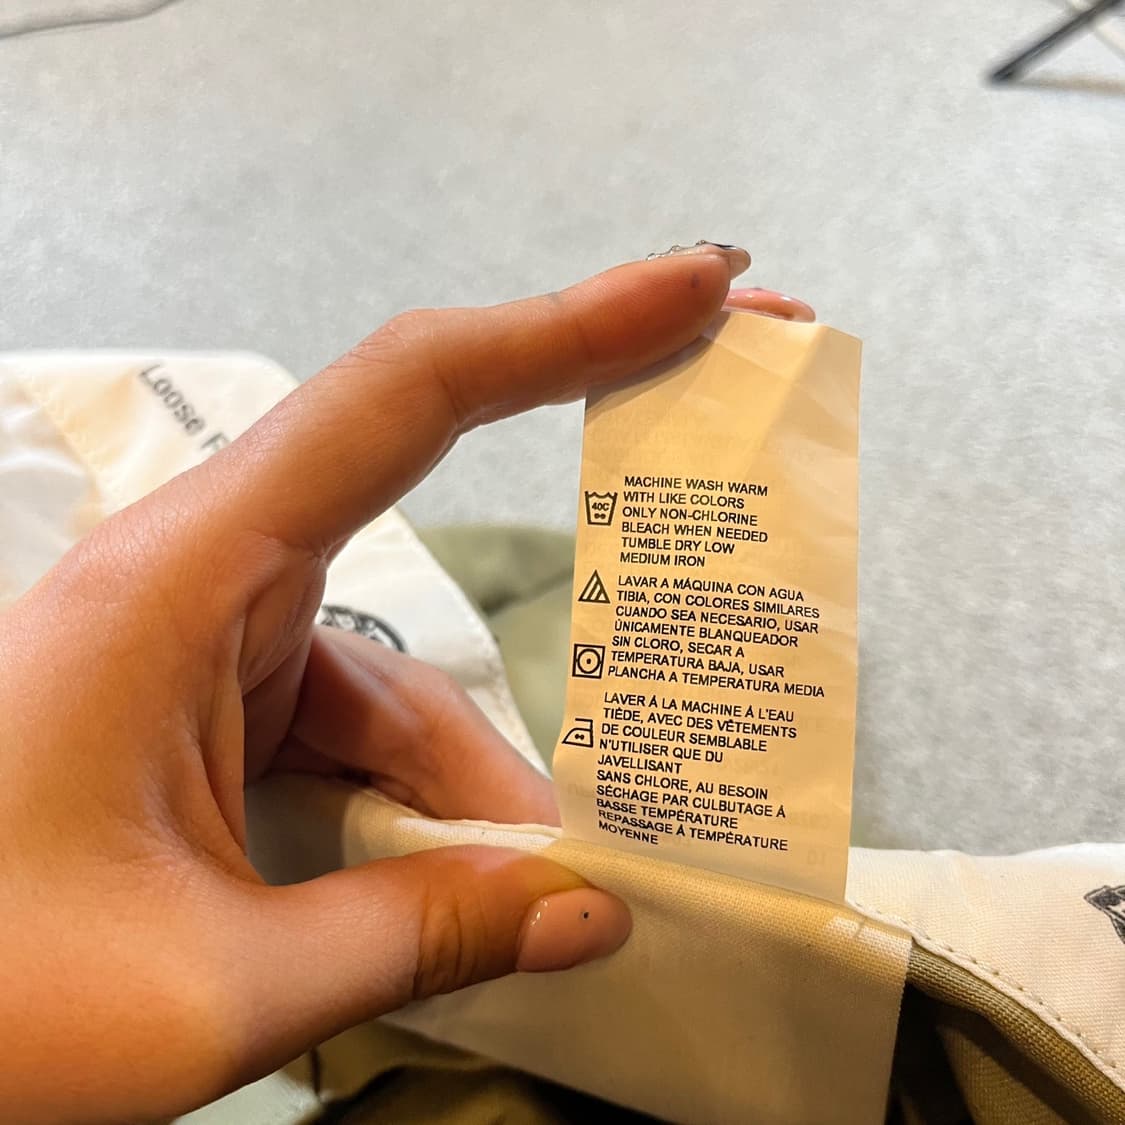 Loose
40C
MACHINE WASH WARM
WITH LIKE COLORS
ONLY NON-CHLORINE
BLEACH WHEN NEEDED
TUMBLE DRY LOW
MEDIUM IRON
LAVAR A MÁQUINA CON AGUA
TIBIA, CON COLORES SIMILARES
CUANDO SEA NECESARIO, USAR
ÚNICAMENTE BLANQUEADOR
SIN CLORO, SECAR A
TEMPERATURA BAJA, USAR
PLANCHA A TEMPERATURA MEDIA
LAVER Á LA MACHINE Á L'EAU
TIÈDE, AVEC DES VÊTEMENTS
DE COULEUR SEMBLABLE
N'UTILISER QUE DU
JAVELLISANT
SANS CHLORE, AU BESOIN
SÉCHAGE PAR CULBUTAGE Á
BASSE TEMPÉRATURE
REPASSAGE Á TEMPÉRATURE
MOYENNE